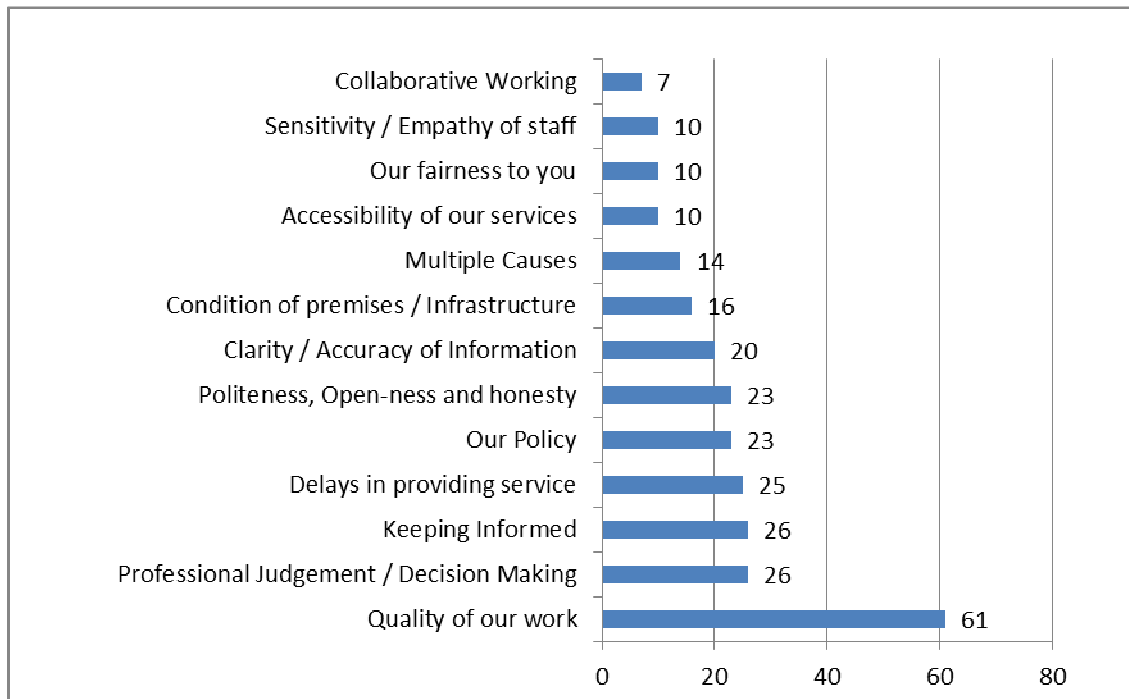 Collaborative Working 7
Sensitivity / Empathy of staff 10
Our fairness to you 10
Accessibility of our services 10
Multiple Causes 14
Condition of premises / Infrastructure 16
Clarity / Accuracy of Information 20
Politeness, Open-ness and honesty 23
Our Policy 23
Delays in providing service 25
Keeping Informed 26
Professional Judgement / Decision Making 26
Quality of our work 61
0 20 40 60 80